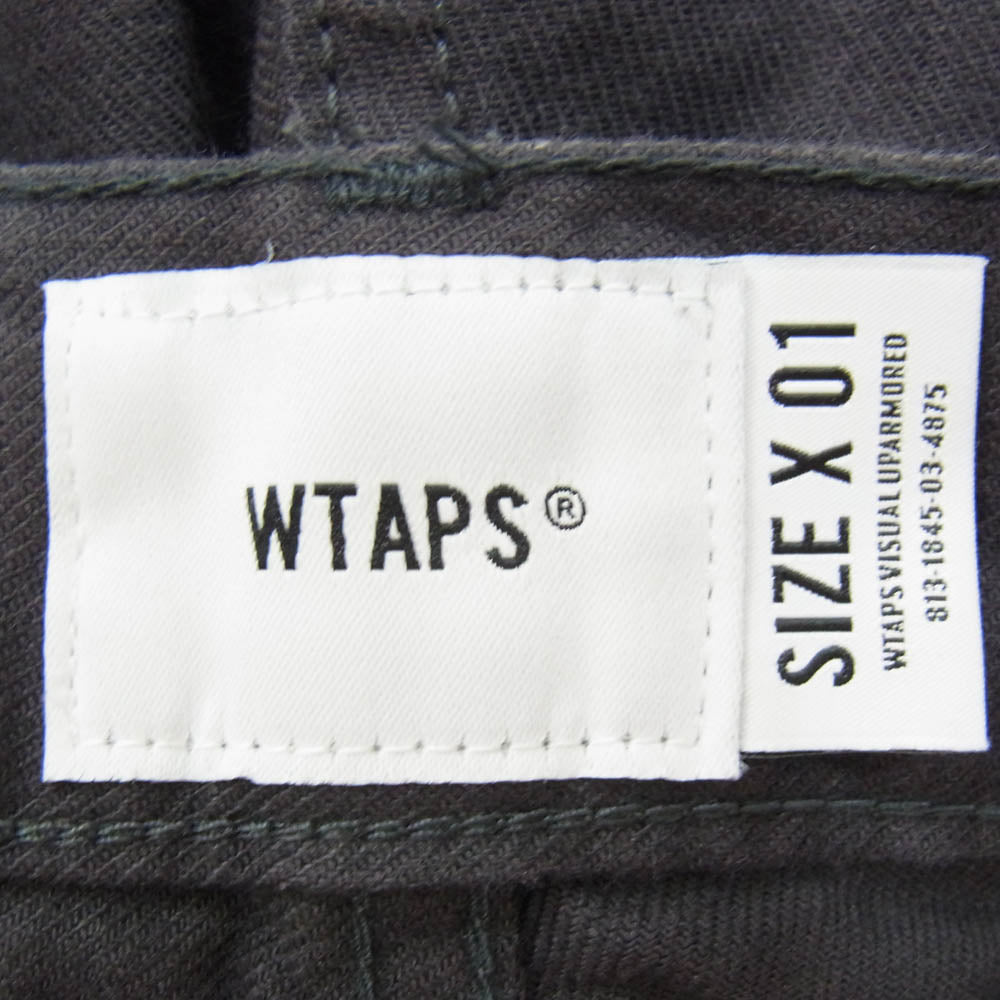 WTAPS®
SIZE X 01
WTAPS VISUAL UPARMORED
813-1845-03-4875